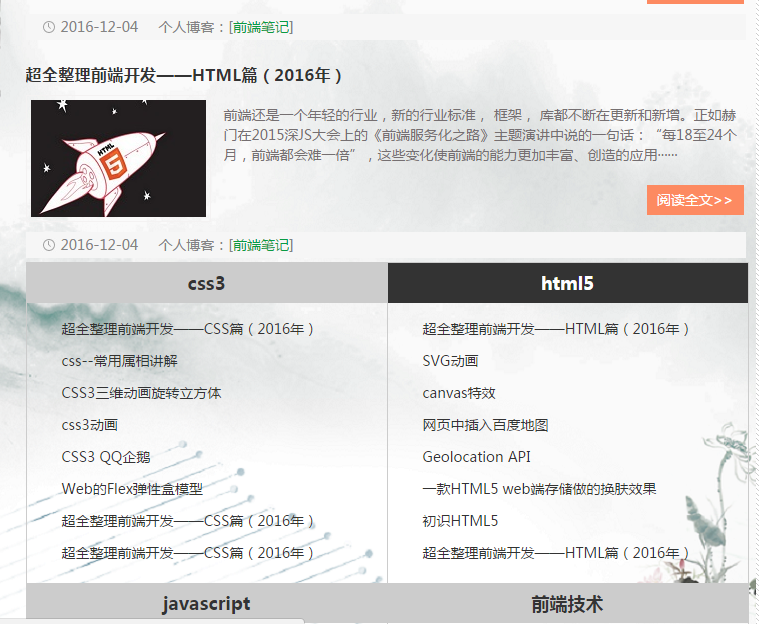 2016-12-04 个人博客：[前端笔记]
超全整理前端开发——HTML篇（2016年）
HTML
5
前端还是一个年轻的行业，新的行业标准， 框架， 库都不断在更新和新增。正如赫
门在2015深JS大会上的《前端服务化之路》主题演讲中说的一句话：“每18至24个
月，前端都会难一倍”，这些变化使前端的能力更加丰富、创造的应用······
阅读全文>>
2016-12-04 个人博客：[前端笔记]
css3
超全整理前端开发——CSS篇（2016年）
css--常用属相讲解
CSS3三维动画旋转立方体
css3动画
CSS3 QQ企鹅
Web的Flex弹性盒模型
超全整理前端开发——CSS篇（2016年）
超全整理前端开发——CSS篇（2016年）
html5
超全整理前端开发——HTML篇（2016年）
SVG动画
canvas特效
网页中插入百度地图
Geolocation API
一款HTML5 web端存储做的换肤效果
初识HTML5
超全整理前端开发——HTML篇（2016年）
javascript
前端技术